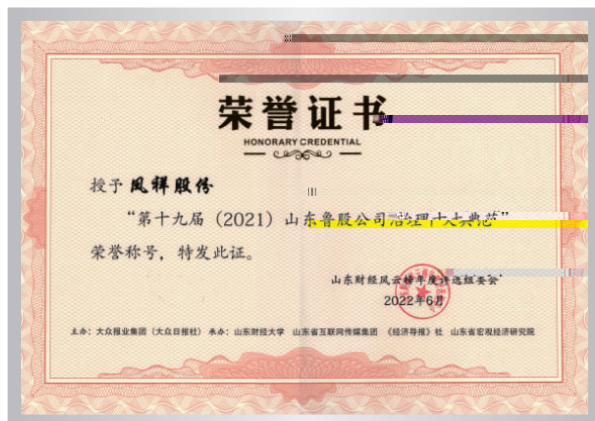 荣誉证书
HONORARY CREDENTIAL
授予 凤祥股份
“第十九届（2021）山东鲁股公司治理十大典范”
荣誉称号，特发此证。
山东财经风云榜年度评选组委会
2022年6月
主办：大众报业集团（大众日报社） 承办：山东财经大学 山东省互联网传媒集团 《经济导报》社 山东省宏观经济研究院